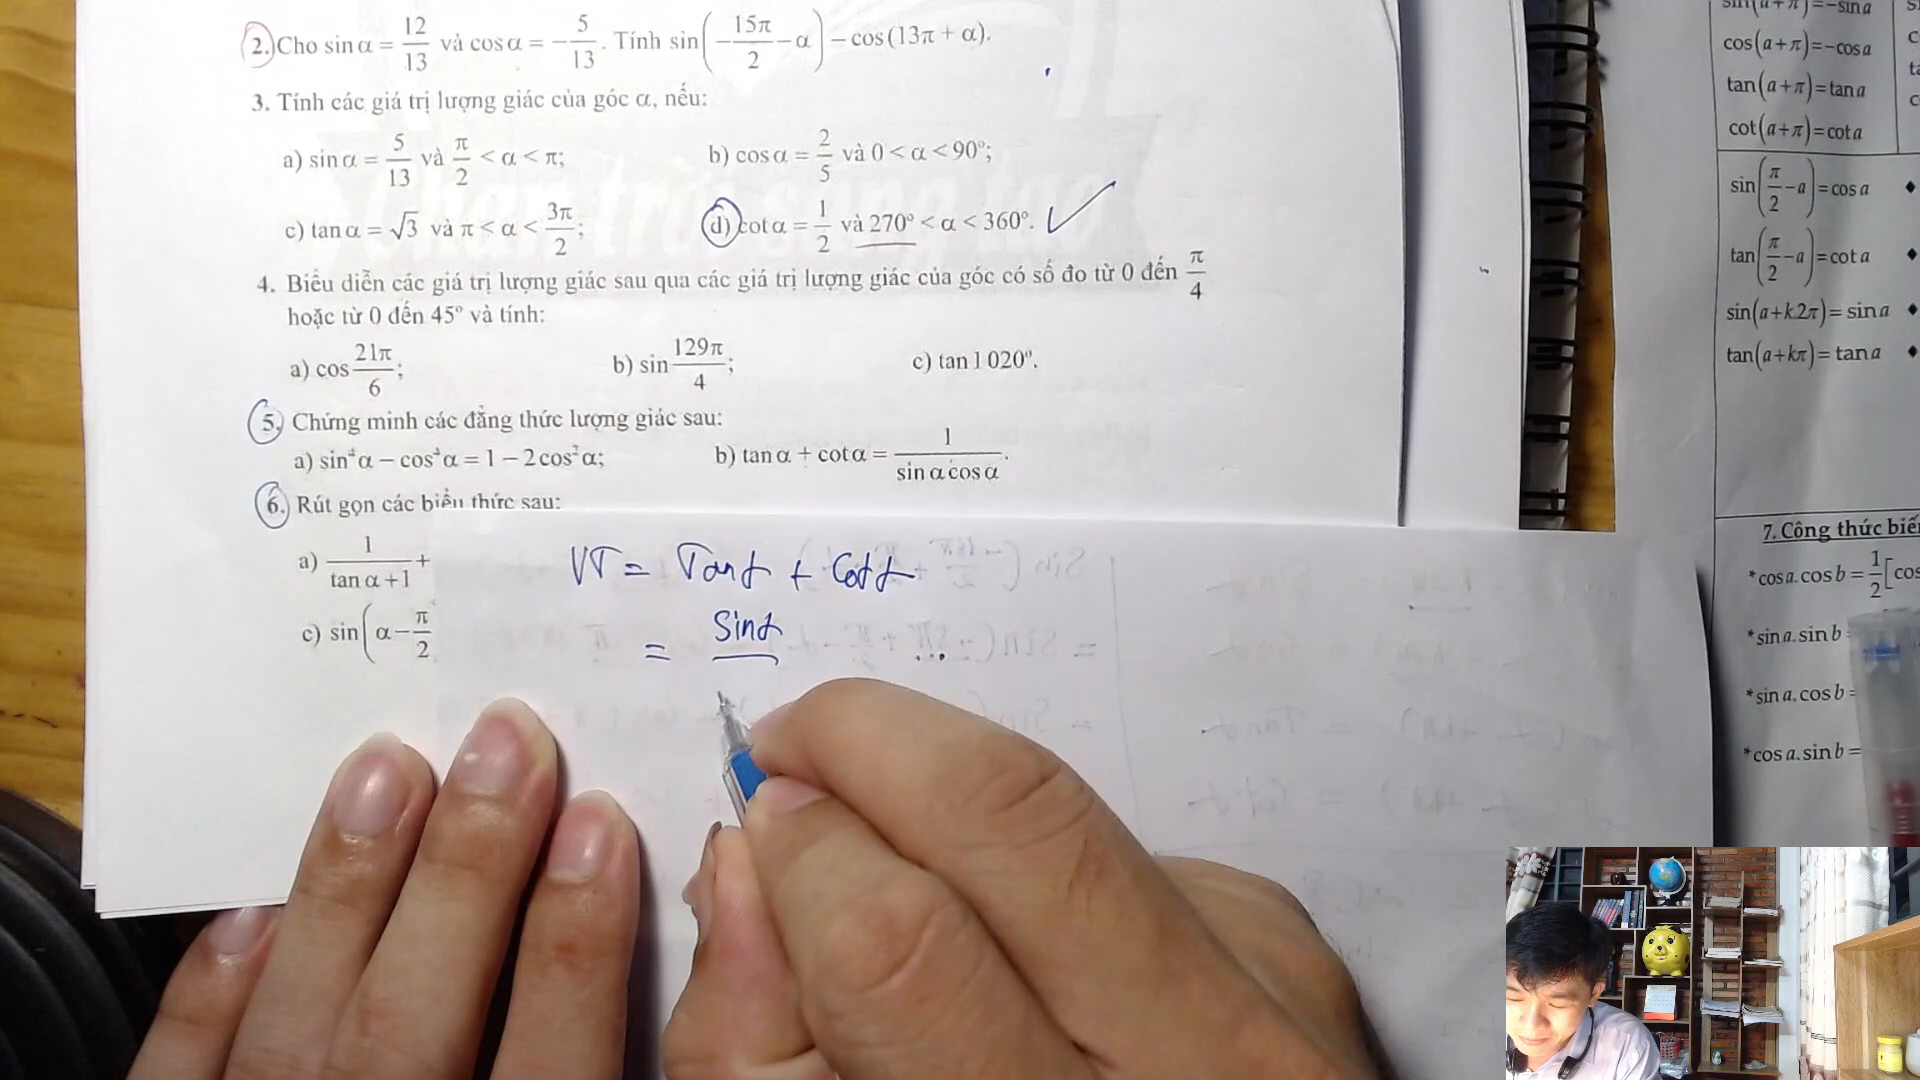 2. Cho sin α = 12/13 và cos α = −5/13. Tính sin(−15π/2 − α) − cos(13π + α).
3. Tính các giá trị lượng giác của góc α, nếu:
a) sin α = 5/13 và π/2 < α < π;
b) cos α = 2/5 và 0 < α < 90°;
c) tan α = √3 và π < α < 3π/2;
d) cot α = 1/2 và 270° < α < 360°.
4. Biểu diễn các giá trị lượng giác sau qua các giá trị lượng giác của góc có số đo từ 0 đến π/4
hoặc từ 0 đến 45° và tính:
a) cos 21π/6;
b) sin 129π/4;
c) tan 1 020°.
5. Chứng minh các đẳng thức lượng giác sau:
a) sin⁴α − cos⁴α = 1 − 2cos²α;
b) tan α + cot α = 1/(sin α cos α).
6. Rút gọn các biểu thức sau:
a) 1/(tan α + 1) +
c) sin(α − π/2
VT = Tan α + Cot α
= Sin α
sin(a+π)=−sin a
cos(a+π)=−cos a
tan(a+π)=tan a
cot(a+π)=cot a
sin(π/2−a)=cos a
tan(π/2−a)=cot a
sin(a+k2π)=sin a
tan(a+kπ)=tan a
7. Công thức biế
*cos a.cos b=1/2[cos
*sin a.sin b
*sin a.cos b=
*cos a.sin b=